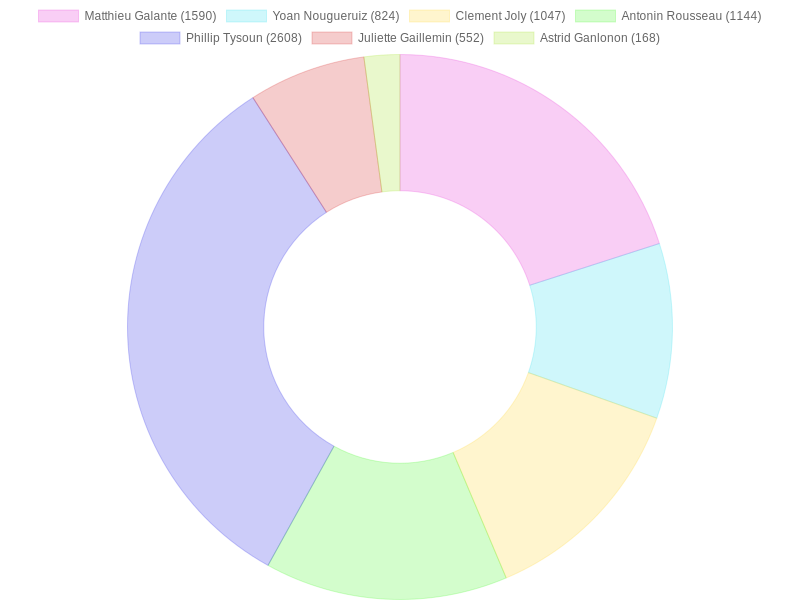 Matthieu Galante (1590) Yoan Nougueruiz (824) Clement Joly (1047) Antonin Rousseau (1144)
Phillip Tysoun (2608) Juliette Gaillemin (552) Astrid Ganlonon (168)